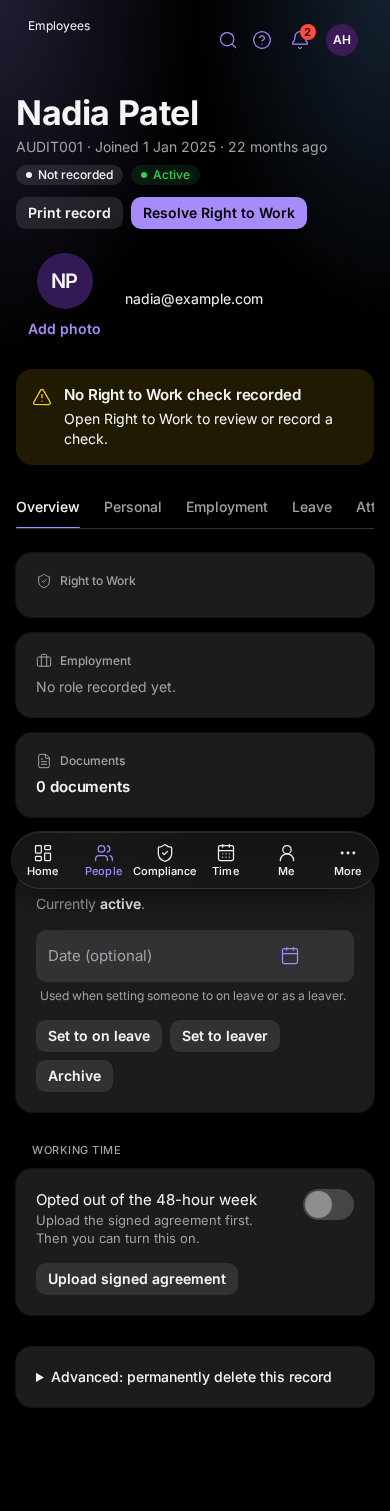 Employees
2
AH
Nadia Patel
AUDIT001 · Joined 1 Jan 2025 · 22 months ago
Not recorded
Active
Print record
Resolve Right to Work
NP
nadia@example.com
Add photo
No Right to Work check recorded
Open Right to Work to review or record a
check.
Overview
Personal
Employment
Leave
Att
Right to Work
Employment
No role recorded yet.
Documents
0 documents
Home
People
Compliance
Time
Me
More
Currently active.
Date (optional)
Used when setting someone to on leave or as a leaver.
Set to on leave
Set to leaver
Archive
WORKING TIME
Opted out of the 48-hour week
Upload the signed agreement first.
Then you can turn this on.
Upload signed agreement
Advanced: permanently delete this record